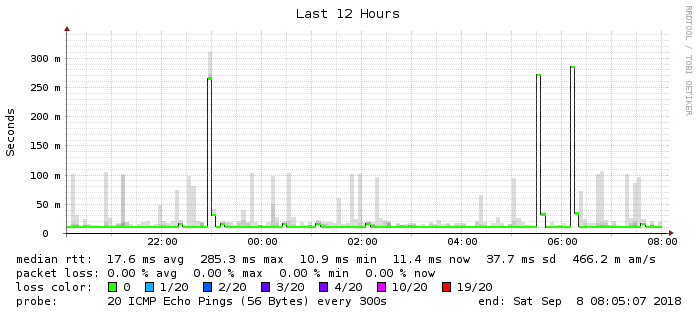 Last 12 Hours
RRDTOOL / TOBI OETIKER
Seconds
300 m
250 m
200 m
150 m
100 m
50 m
0
22:00 00:00 02:00 04:00 06:00 08:00
median rtt: 17.6 ms avg 285.3 ms max 10.9 ms min 11.4 ms now 37.7 ms sd 466.2 m am/s
packet loss: 0.00 % avg 0.00 % max 0.00 % min 0.00 % now
loss color: 0 1/20 2/20 3/20 4/20 10/20 19/20
probe: 20 ICMP Echo Pings (56 Bytes) every 300s end: Sat Sep 8 08:05:07 2018